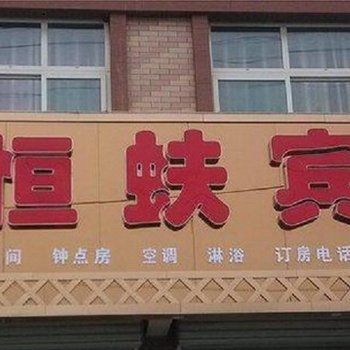 恒蚨宾
间 钟点房 空调 淋浴 订房电话